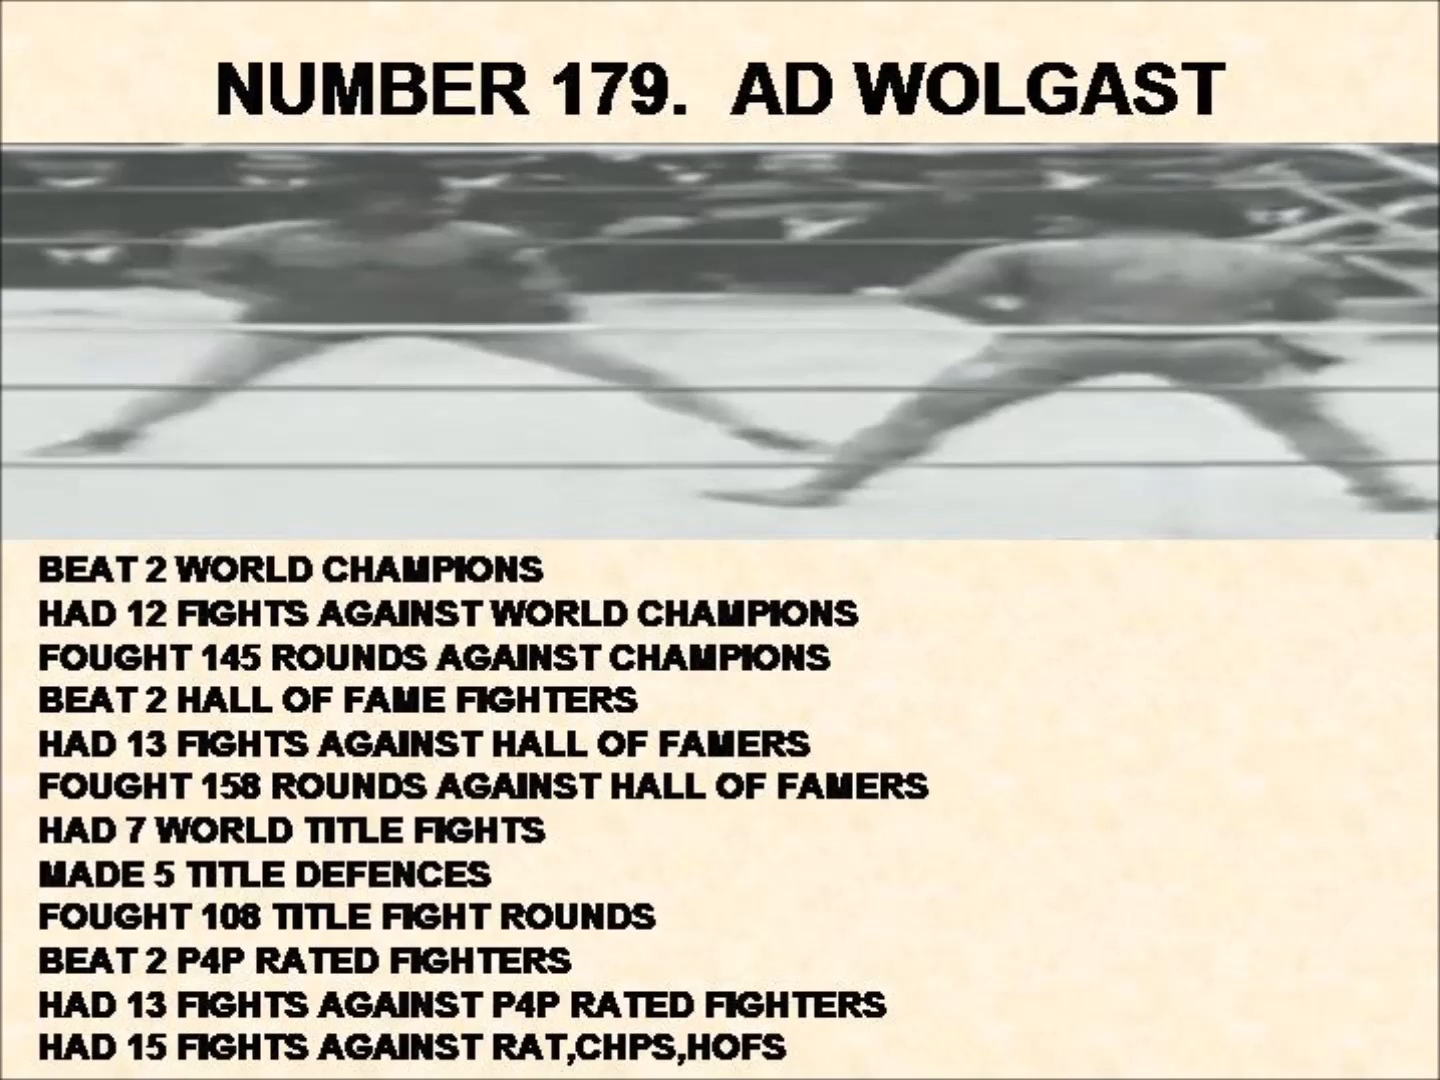 NUMBER 179. AD WOLGAST
BEAT 2 WORLD CHAMPIONS
HAD 12 FIGHTS AGAINST WORLD CHAMPIONS
FOUGHT 145 ROUNDS AGAINST CHAMPIONS
BEAT 2 HALL OF FAME FIGHTERS
HAD 13 FIGHTS AGAINST HALL OF FAMERS
FOUGHT 158 ROUNDS AGAINST HALL OF FAMERS
HAD 7 WORLD TITLE FIGHTS
MADE 5 TITLE DEFENCES
FOUGHT 108 TITLE FIGHT ROUNDS
BEAT 2 P4P RATED FIGHTERS
HAD 13 FIGHTS AGAINST P4P RATED FIGHTERS
HAD 15 FIGHTS AGAINST RAT,CHPS,HOFS